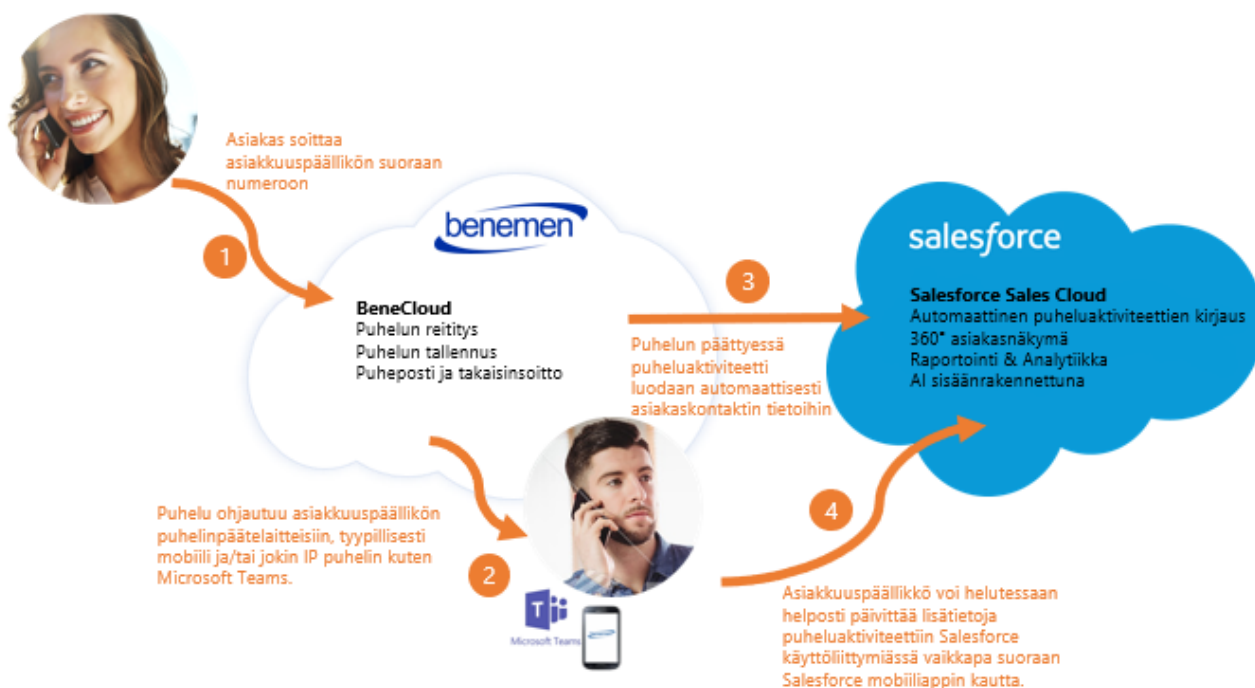 Asiakas soittaa
asiakkuuspäällikön suoraan
numeroon
1
benemen
BeneCloud
Puhelun reititys
Puhelun tallennus
Puheposti ja takaisinsoitto
Puhelu ohjautuu asiakkuuspäällikön
puhelinpäätelaitteisiin, tyypillisesti
mobiili ja/tai jokin IP puhelin kuten
Microsoft Teams.
2
T
Microsoft Teams
3
Puhelun päättyessä
puheluaktiviteetti
luodaan automaattisesti
asiakaskontaktin tietoihin
salesforce
Salesforce Sales Cloud
Automaattinen puheluaktiviteettien kirjaus
360° asiakasnäkymä
Raportointi & Analytiikka
AI sisäänrakennettuna
4
Asiakkuuspäällikkö voi helutessaan
helposti päivittää lisätietoja
puheluaktiviteettiin Salesforce
käyttöliittymiässä vaikkapa suoraan
Salesforce mobiiliappin kautta.